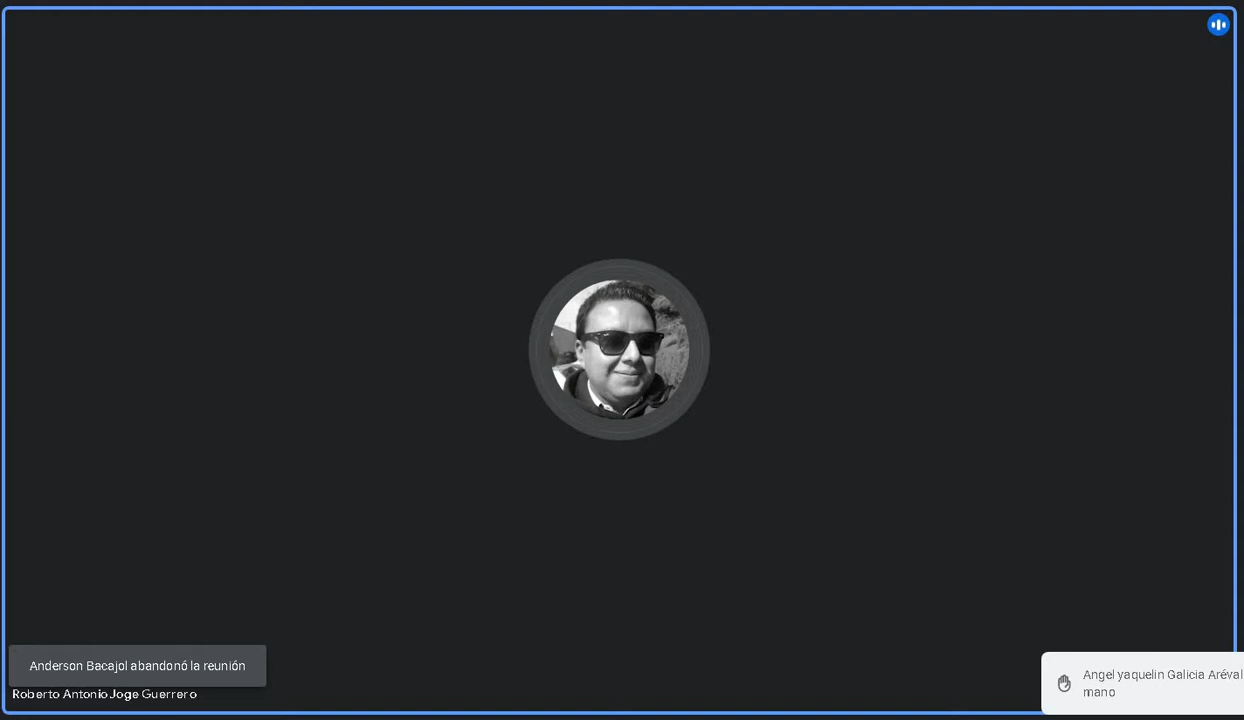 Anderson Bacajol abandonó la reunión
Roberto Antonio Joge Guerrero
Angel yaquelin Galicia Aréval
mano